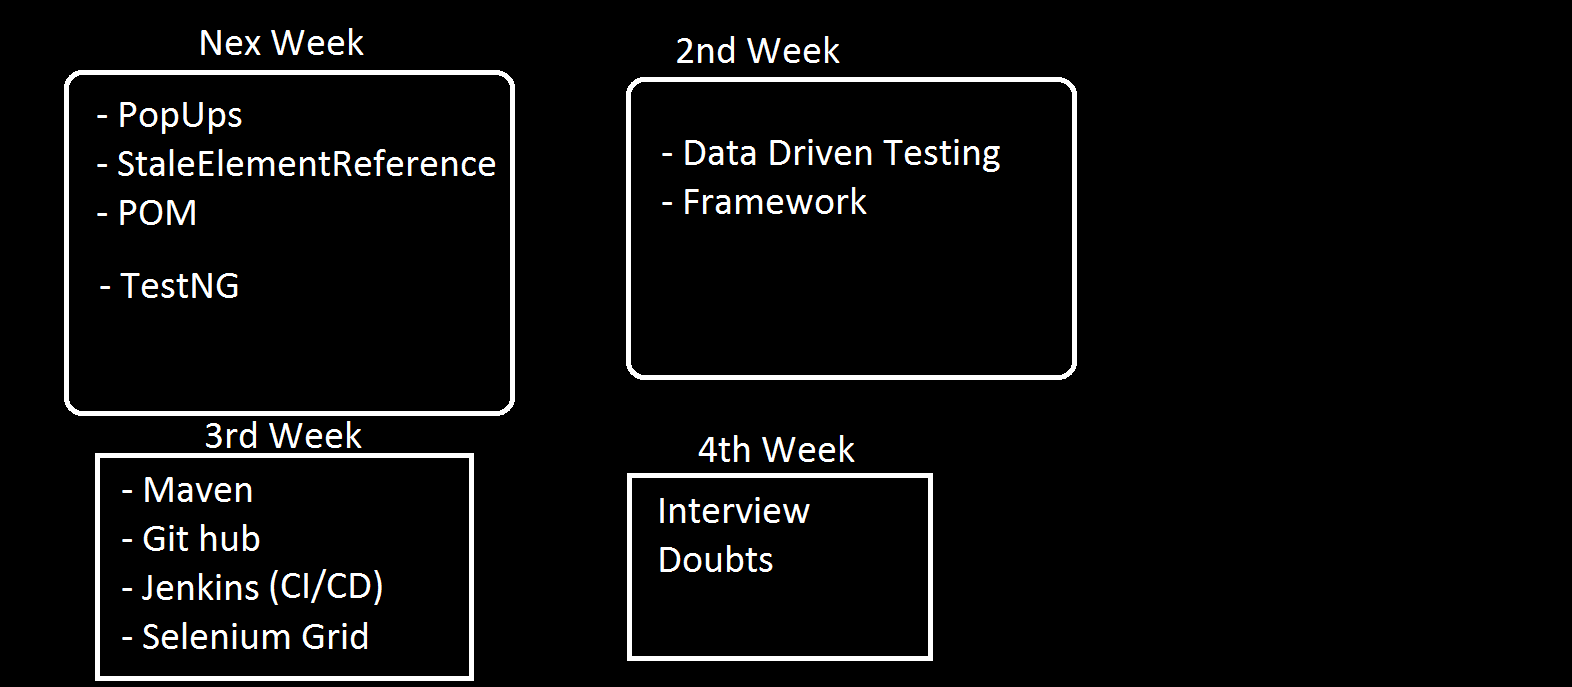 Nex Week
- PopUps
- StaleElementReference
- POM
- TestNG
2nd Week
- Data Driven Testing
- Framework
3rd Week
- Maven
- Git hub
- Jenkins (CI/CD)
- Selenium Grid
4th Week
Interview
Doubts